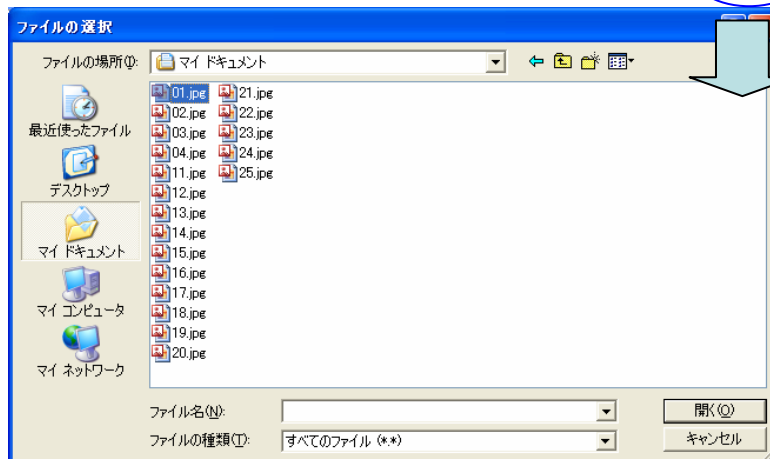 ファイルの選択
ファイルの場所(I):
マイ ドキュメント
最近使ったファイル
デスクトップ
マイ ドキュメント
マイ コンピュータ
マイ ネットワーク
01.jpg
02.jpg
03.jpg
04.jpg
11.jpg
12.jpg
13.jpg
14.jpg
15.jpg
16.jpg
17.jpg
18.jpg
19.jpg
20.jpg
21.jpg
22.jpg
23.jpg
24.jpg
25.jpg
ファイル名(N):
開く(O)
ファイルの種類(T):
すべてのファイル (*.*)
キャンセル